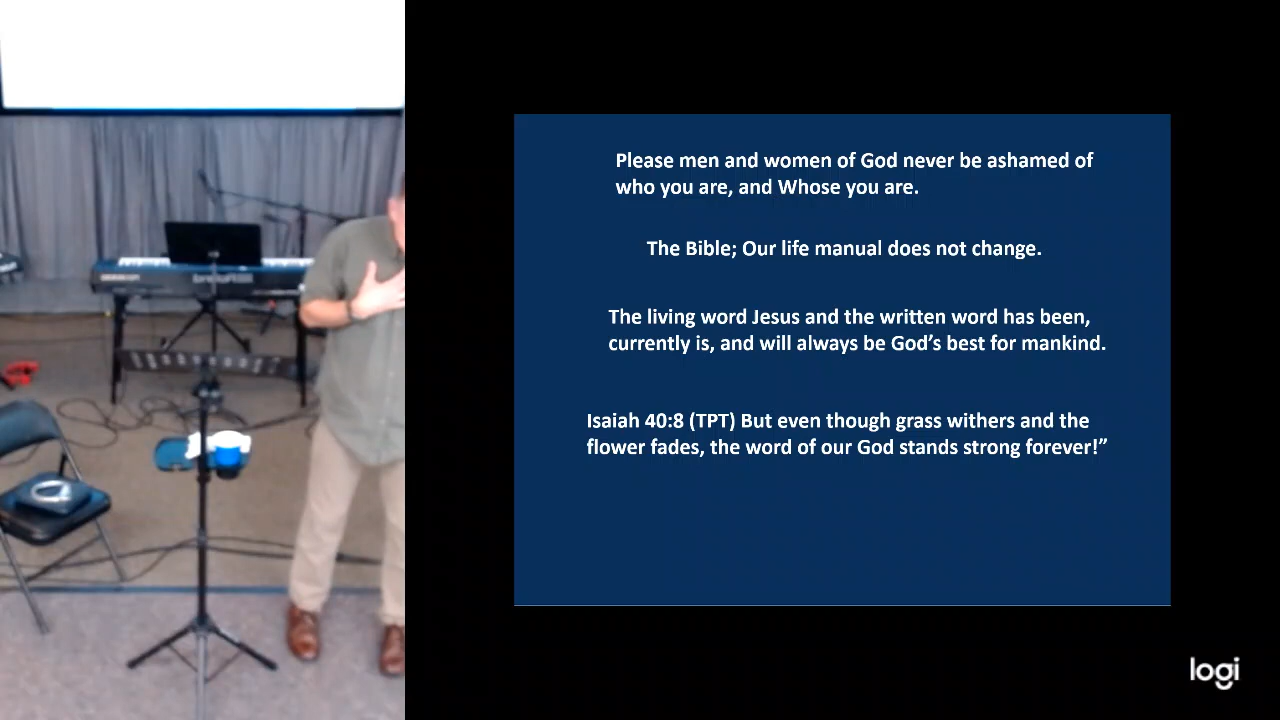 Please men and women of God never be ashamed of
who you are, and Whose you are.
The Bible; Our life manual does not change.
The living word Jesus and the written word has been,
currently is, and will always be God’s best for mankind.
Isaiah 40:8 (TPT) But even though grass withers and the
flower fades, the word of our God stands strong forever!”
logi